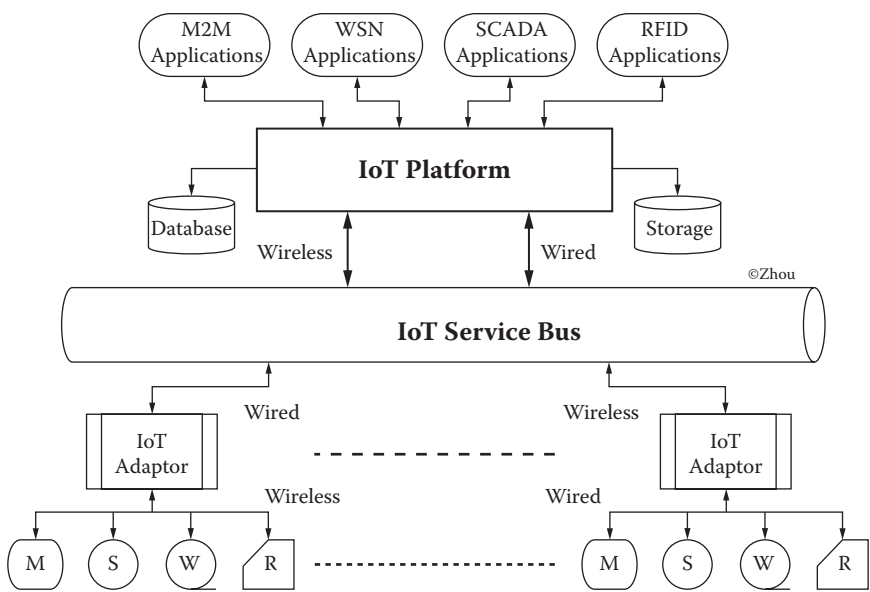 M2M
Applications
WSN
Applications
SCADA
Applications
RFID
Applications
IoT Platform
Database
Storage
Wireless
Wired
©Zhou
IoT Service Bus
Wired
Wireless
IoT
Adaptor
IoT
Adaptor
Wireless
Wired
M
S
W
R
M
S
W
R